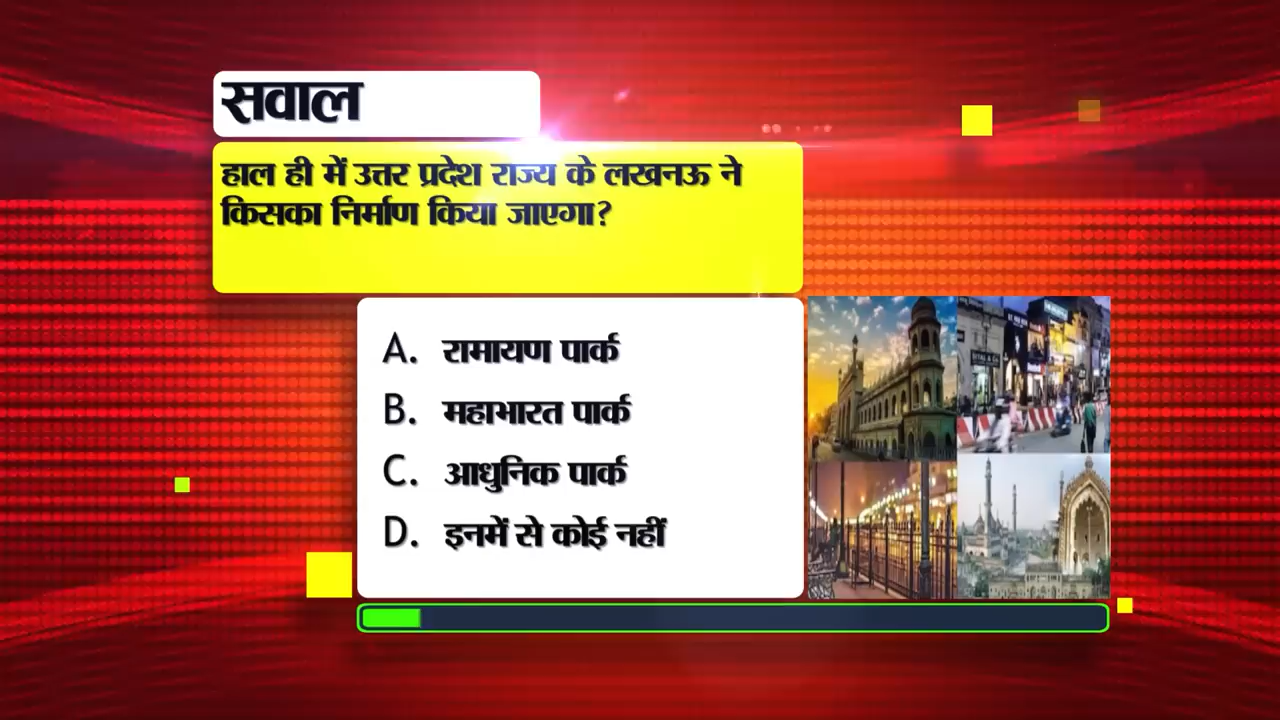 सवाल
हाल ही में उत्तर प्रदेश राज्य के लखनऊ ने
किसका निर्माण किया जाएगा?
A. रामायण पार्क
B. महाभारत पार्क
C. आधुनिक पार्क
D. इनमें से कोई नहीं